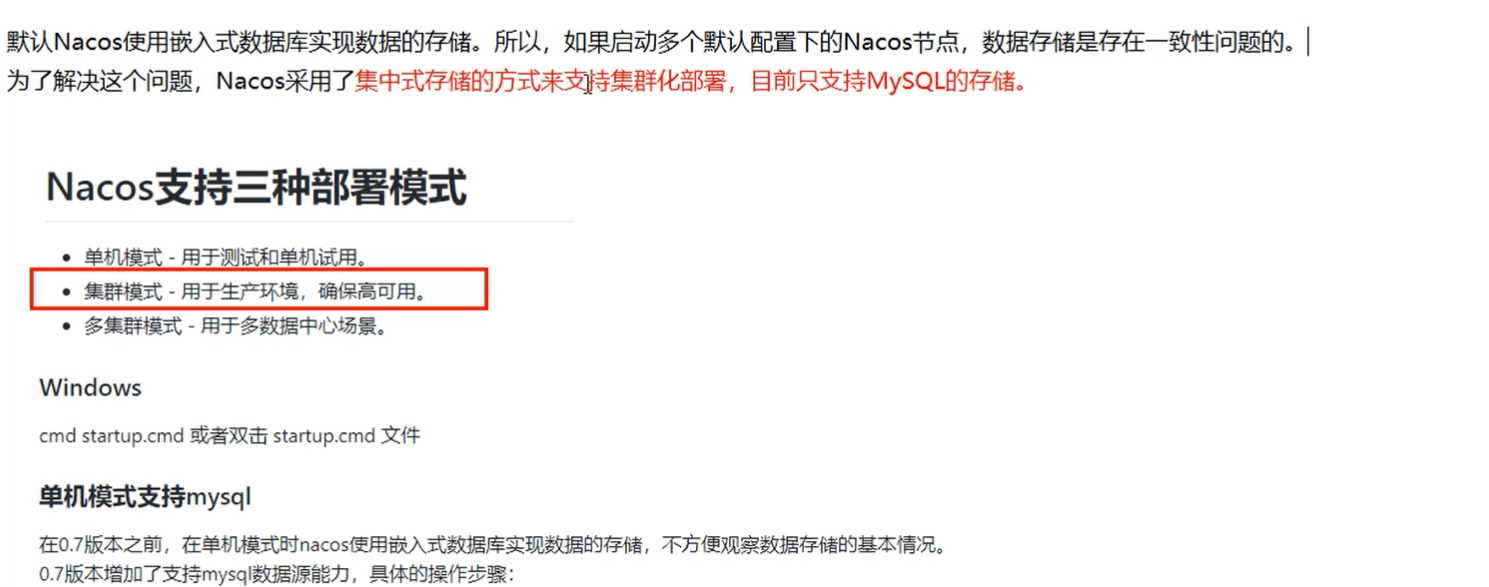 默认Nacos使用嵌入式数据库实现数据的存储。所以，如果启动多个默认配置下的Nacos节点，数据存储是存在一致性问题的。
为了解决这个问题，Nacos采用了集中式存储的方式来支持集群化部署，目前只支持MySQL的存储。
Nacos支持三种部署模式
• 单机模式 - 用于测试和单机试用。
• 集群模式 - 用于生产环境，确保高可用。
• 多集群模式 - 用于多数据中心场景。
Windows
cmd startup.cmd 或者双击 startup.cmd 文件
单机模式支持mysql
在0.7版本之前，在单机模式时nacos使用嵌入式数据库实现数据的存储，不方便观察数据存储的基本情况。
0.7版本增加了支持mysql数据源能力，具体的操作步骤：